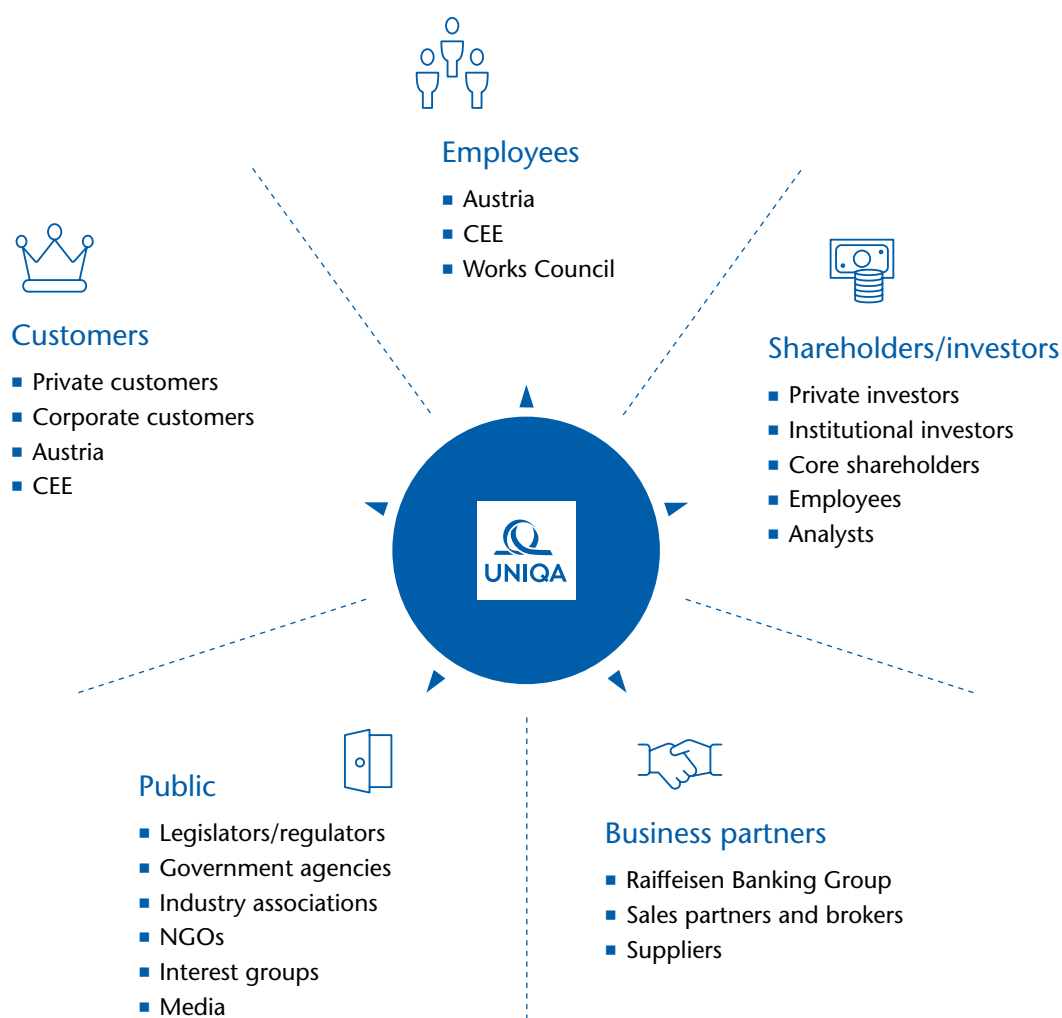 Employees
Austria
CEE
Works Council
Customers
Private customers
Corporate customers
Austria
CEE
Shareholders/investors
Private investors
Institutional investors
Core shareholders
Employees
Analysts
UNIQA
Public
Legislators/regulators
Government agencies
Industry associations
NGOs
Interest groups
Media
Business partners
Raiffeisen Banking Group
Sales partners and brokers
Suppliers